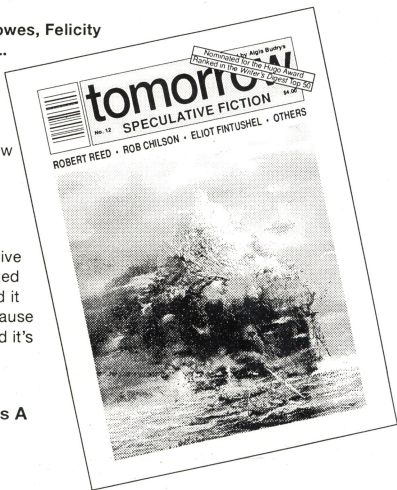 owes, Felicity
..
w
ive
ted
d it
ause
d it's
s A
by Algis Budrys
Nominated for the Hugo Award
Ranked in the Writer's Digest Top 50
tomorrow
$4.00
No. 12
SPECULATIVE FICTION
ROBERT REED • ROB CHILSON • ELIOT FINTUSHEL • OTHERS